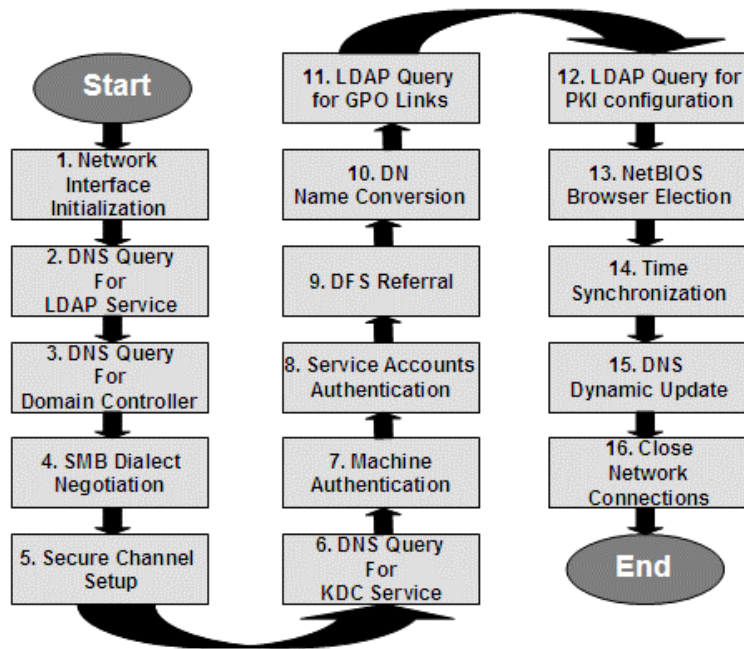 Start
1. Network
Interface
Initialization
2. DNS Query
For
LDAP Service
3. DNS Query
For
Domain Controller
4. SMB Dialect
Negotiation
5. Secure Channel
Setup
6. DNS Query
For
KDC Service
7. Machine
Authentication
8. Service Accounts
Authentication
9. DFS Referral
10. DN
Name Conversion
11. LDAP Query
for GPO Links
12. LDAP Query for
PKI configuration
13. NetBIOS
Browser Election
14. Time
Synchronization
15. DNS
Dynamic Update
16. Close
Network
Connections
End